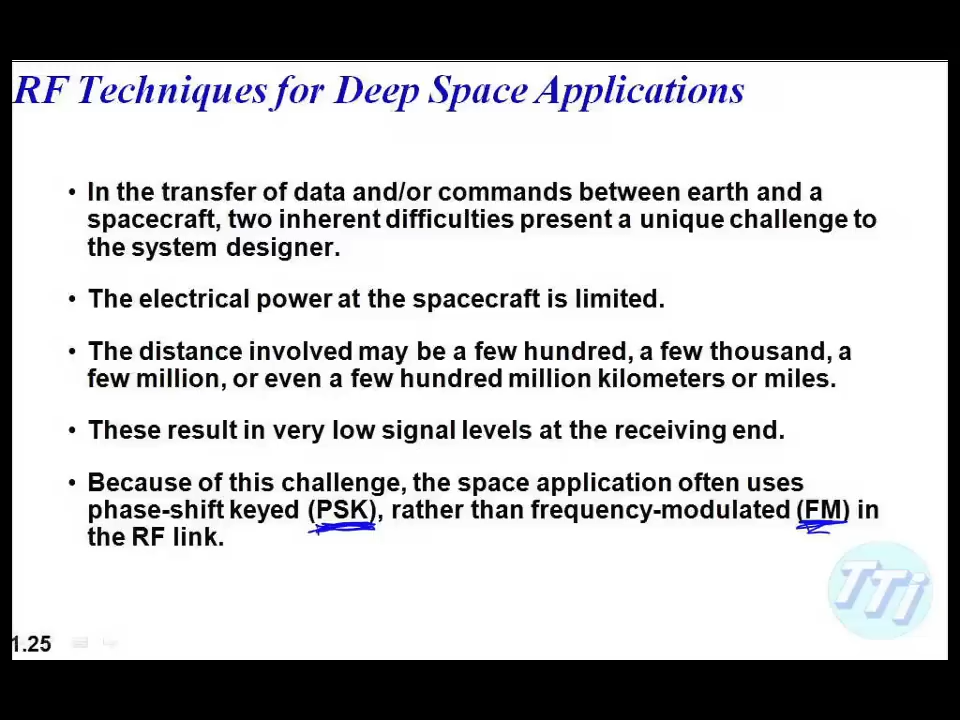 RF Techniques for Deep Space Applications
• In the transfer of data and/or commands between earth and a
spacecraft, two inherent difficulties present a unique challenge to
the system designer.
• The electrical power at the spacecraft is limited.
• The distance involved may be a few hundred, a few thousand, a
few million, or even a few hundred million kilometers or miles.
• These result in very low signal levels at the receiving end.
• Because of this challenge, the space application often uses
phase-shift keyed (PSK), rather than frequency-modulated (FM) in
the RF link.
TTi
1.25